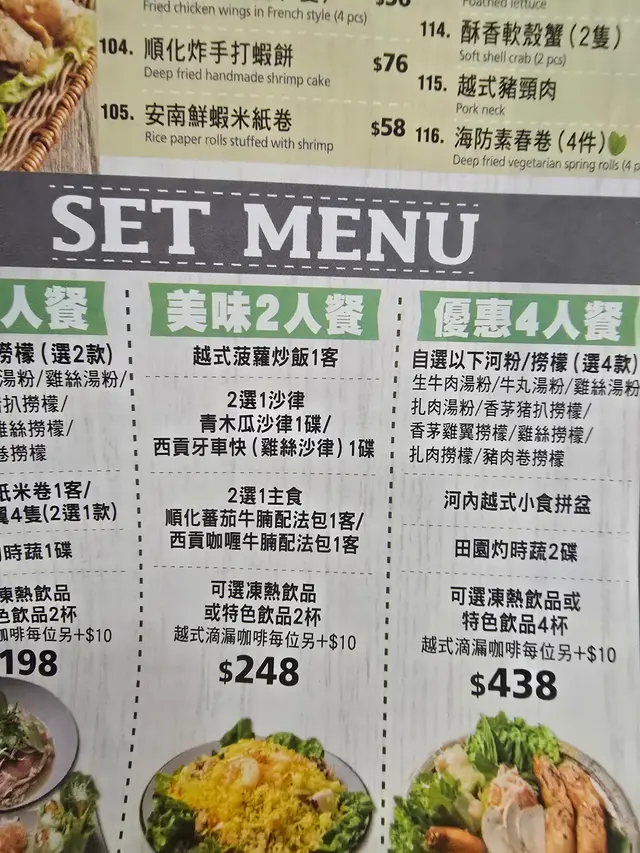 Fried chicken wings in French style (4 pcs)
104. 順化炸手打蝦餅
Deep fried handmade shrimp cake
$76
105. 安南鮮蝦米紙卷
Rice paper rolls stuffed with shrimp
$58
Poached lettuce
114. 酥香軟殼蟹(2隻)
Soft shell crab (2 pcs)
115. 越式豬頸肉
Pork neck
116. 海防素春卷(4件)
Deep fried vegetarian spring rolls (4 p
SET MENU
人餐
撈檬(選2款)
湯粉/雞絲湯粉/
扒撈檬/
雞絲撈檬/
卷撈檬
紙米卷1客/
4隻(2選1款)
時蔬1碟
凍熱飲品
色飲品2杯
咖啡每位另+$10
198
美味2人餐
越式菠蘿炒飯1客
2選1沙律
青木瓜沙律1碟/
西貢牙車快(雞絲沙律)1碟
2選1主食
順化蕃茄牛腩配法包1客/
西貢咖喱牛腩配法包1客
可選凍熱飲品
或特色飲品2杯
越式滴漏咖啡每位另+$10
$248
優惠4人餐
自選以下河粉/撈檬(選4款)
生牛肉湯粉/牛丸湯粉/雞絲湯粉
扎肉湯粉/香茅豬扒撈檬/
香茅雞翼撈檬/雞絲撈檬/
扎肉撈檬/豬肉卷撈檬
河內越式小食拼盆
田園灼時蔬2碟
可選凍熱飲品或
特色飲品4杯
越式滴漏咖啡每位另+$10
$438